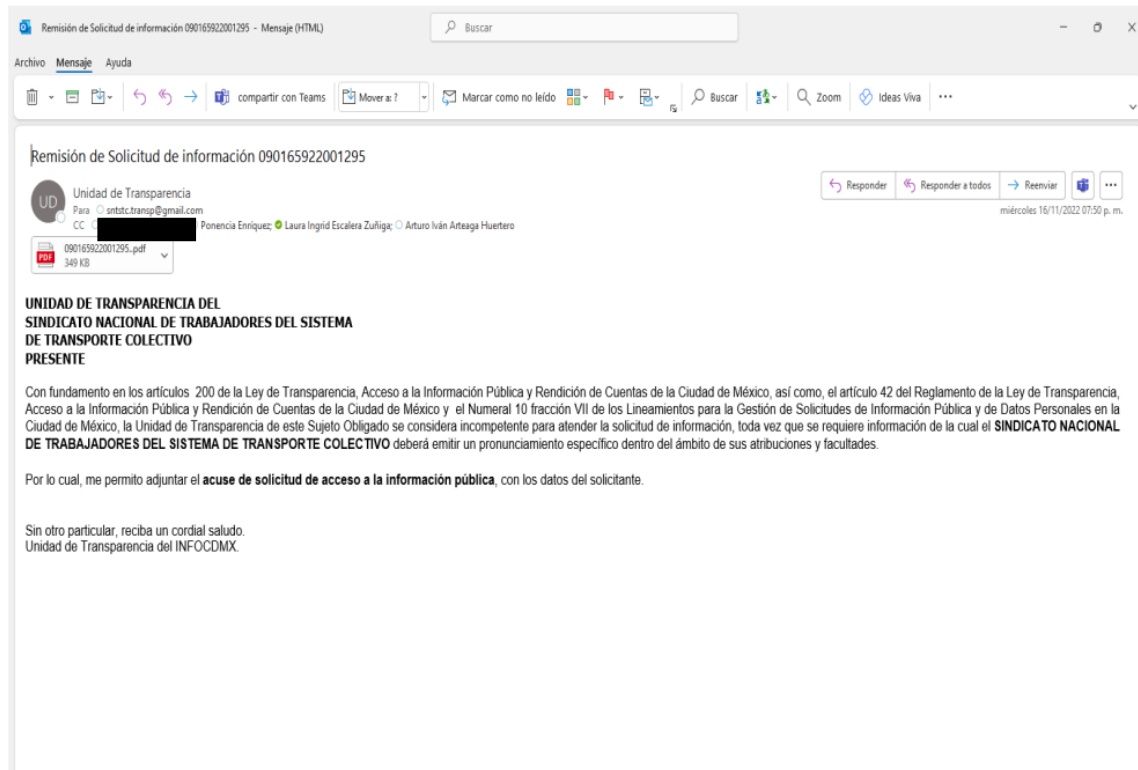 Remisión de Solicitud de información 090165922001295 - Mensaje (HTML)
Buscar
Archivo Mensaje Ayuda
compartir con Teams
Mover a: ?
Marcar como no leído
Buscar
Zoom
Ideas Viva
Remisión de Solicitud de información 090165922001295
UD
Unidad de Transparencia
Para sntstc.transp@gmail.com
CC Ponencia Enríquez; Laura Ingrid Escalera Zuñiga; Arturo Iván Arteaga Huertero
Responder
Responder a todos
Reenviar
miércoles 16/11/2022 07:50 p. m.
PDF
090165922001295..pdf
349 KB
UNIDAD DE TRANSPARENCIA DEL
SINDICATO NACIONAL DE TRABAJADORES DEL SISTEMA
DE TRANSPORTE COLECTIVO
PRESENTE
Con fundamento en los artículos 200 de la Ley de Transparencia, Acceso a la Información Pública y Rendición de Cuentas de la Ciudad de México, así como, el artículo 42 del Reglamento de la Ley de Transparencia,
Acceso a la Información Pública y Rendición de Cuentas de la Ciudad de México y el Numeral 10 fracción VII de los Lineamientos para la Gestión de Solicitudes de Información Pública y de Datos Personales en la
Ciudad de México, la Unidad de Transparencia de este Sujeto Obligado se considera incompetente para atender la solicitud de información, toda vez que se requiere información de la cual el SINDICATO NACIONAL
DE TRABAJADORES DEL SISTEMA DE TRANSPORTE COLECTIVO deberá emitir un pronunciamiento específico dentro del ámbito de sus atribuciones y facultades.
Por lo cual, me permito adjuntar el acuse de solicitud de acceso a la información pública, con los datos del solicitante.
Sin otro particular, reciba un cordial saludo.
Unidad de Transparencia del INFOCDMX.